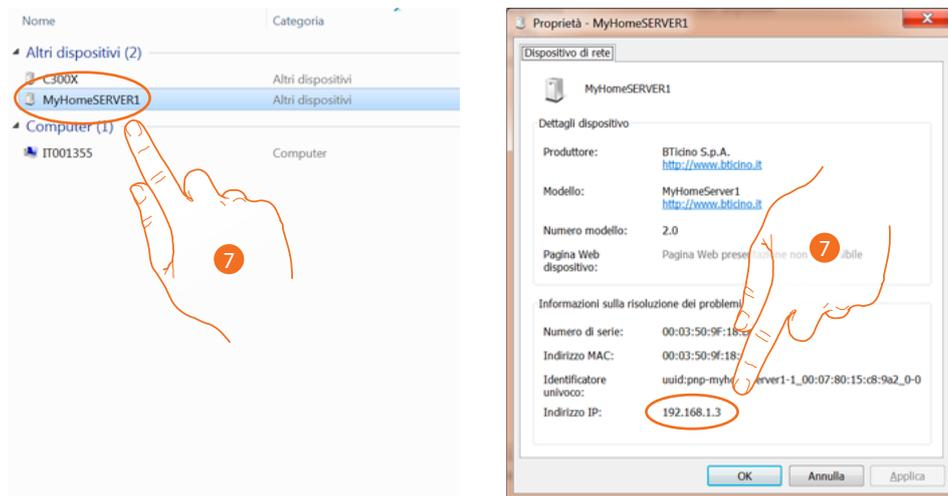 Nome Categoria
Altri dispositivi (2)
C300X Altri dispositivi
MyHomeSERVER1 Altri dispositivi
Computer (1)
IT001355 Computer
7
Proprietà - MyHomeSERVER1
Dispositivo di rete
MyHomeSERVER1
Dettagli dispositivo
Produttore: BTicino S.p.A.
http://www.bticino.it
Modello: MyHomeServer1
http://www.bticino.it
Numero modello: 2.0
Pagina Web dispositivo: Pagina Web presentazione non
7
Informazioni sulla risoluzione dei problemi
Numero di serie: 00:03:50:9F:18:
Indirizzo MAC: 00:03:50:9f:18:
Identificatore univoco: uuid:pnp-myho erver1-1_00:07:80:15:c8:9a2_0-0
Indirizzo IP: 192.168.1.3
OK Annulla Applica